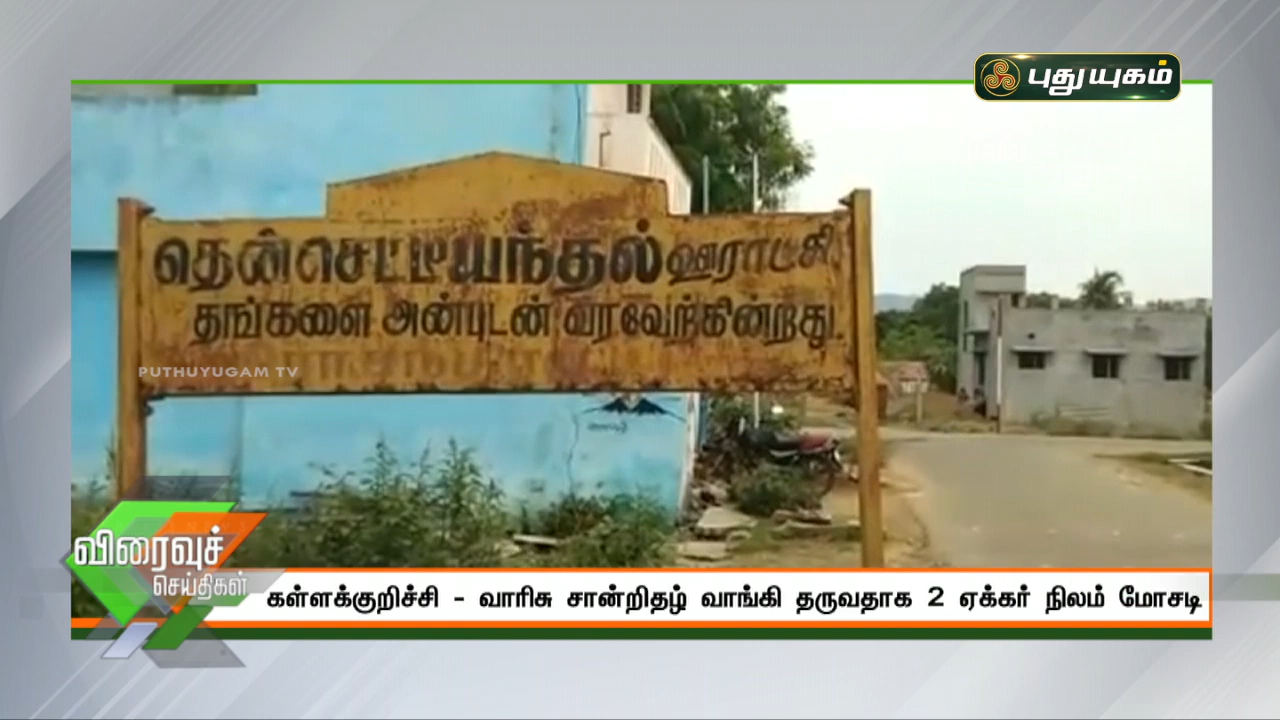 புதுயுகம்
தென்செட்டியந்தல் ஊராட்சி
தங்களை அன்புடன் வரவேற்கின்றது.
PUTHUYUGAM TV
விரைவுச்
செய்திகள்
கள்ளக்குறிச்சி - வாரிசு சான்றிதழ் வாங்கி தருவதாக 2 ஏக்கர் நிலம் மோசடி